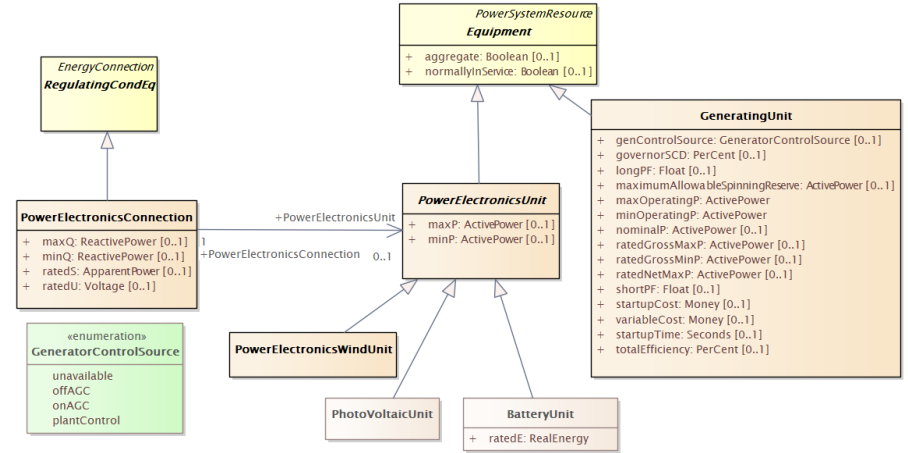 PowerSystemResource
Equipment
+ aggregate: Boolean [0..1]
+ normallyInService: Boolean [0..1]
EnergyConnection
RegulatingCondEq
GeneratingUnit
+ genControlSource: GeneratorControlSource [0..1]
+ governorSCD: PerCent [0..1]
+ longPF: Float [0..1]
+ maximumAllowableSpinningReserve: ActivePower [0..1]
+ maxOperatingP: ActivePower
+ minOperatingP: ActivePower
+ nominalP: ActivePower [0..1]
+ ratedGrossMaxP: ActivePower [0..1]
+ ratedGrossMinP: ActivePower [0..1]
+ ratedNetMaxP: ActivePower [0..1]
+ shortPF: Float [0..1]
+ startupCost: Money [0..1]
+ variableCost: Money [0..1]
+ startupTime: Seconds [0..1]
+ totalEfficiency: PerCent [0..1]
PowerElectronicsConnection
+ maxQ: ReactivePower [0..1]
+ minQ: ReactivePower [0..1]
+ ratedS: ApparentPower [0..1]
+ ratedU: Voltage [0..1]
+PowerElectronicsUnit
1
+PowerElectronicsConnection
0..1
PowerElectronicsUnit
+ maxP: ActivePower [0..1]
+ minP: ActivePower [0..1]
«enumeration»
GeneratorControlSource
unavailable
offAGC
onAGC
plantControl
PowerElectronicsWindUnit
PhotoVoltaicUnit
BatteryUnit
+ ratedE: RealEnergy